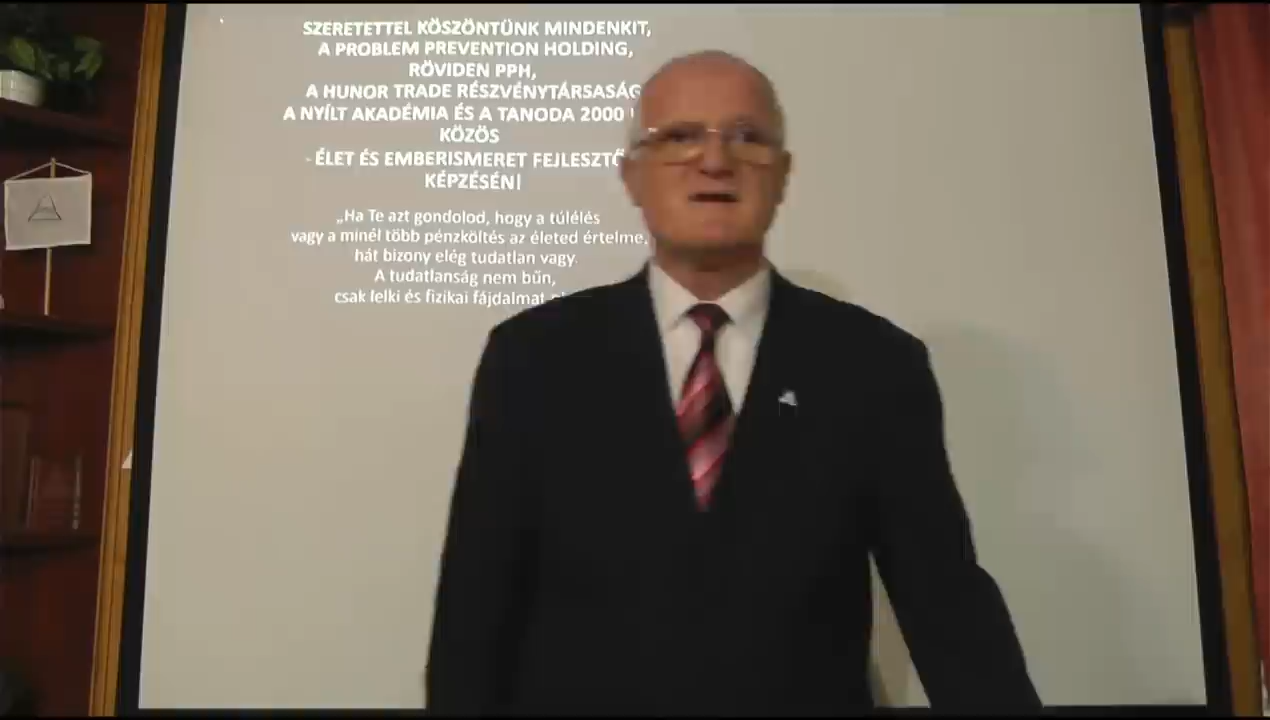 SZERETETTEL KÖSZÖNTÜNK MINDENKIT,
A PROBLEM PREVENTION HOLDING,
RÖVIDEN PPH,
A HUNOR TRADE RÉSZVÉNYTÁRSASÁG
A NYÍLT AKADÉMIA ÉS A TANODA 2000
KÖZÖS
- ÉLET ÉS EMBERISMERET FEJLESZTŐ
KÉPZÉSÉN|
„Ha Te azt gondolod, hogy a túlélés
vagy a minél több pénzköltés az életed értelme,
hát bizony elég tudatlan vagy.
A tudatlanság nem bűn,
csak lelki és fizikai fájdalmat